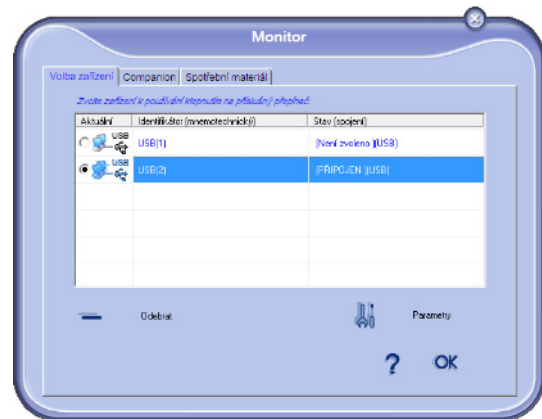 Monitor
Volba zařízení Companion Spotřební materiál
Zvolte zařízení k používání klepnutím na příslušný přepínač:
Aktuální Identifikátor (mnemotechnický/i) Stav (spojení)
USB USB(1) (Není zvoleno )(USB)
USB USB(2) (PŘIPOJEN )(USB)
Odebrat Parametry
? OK